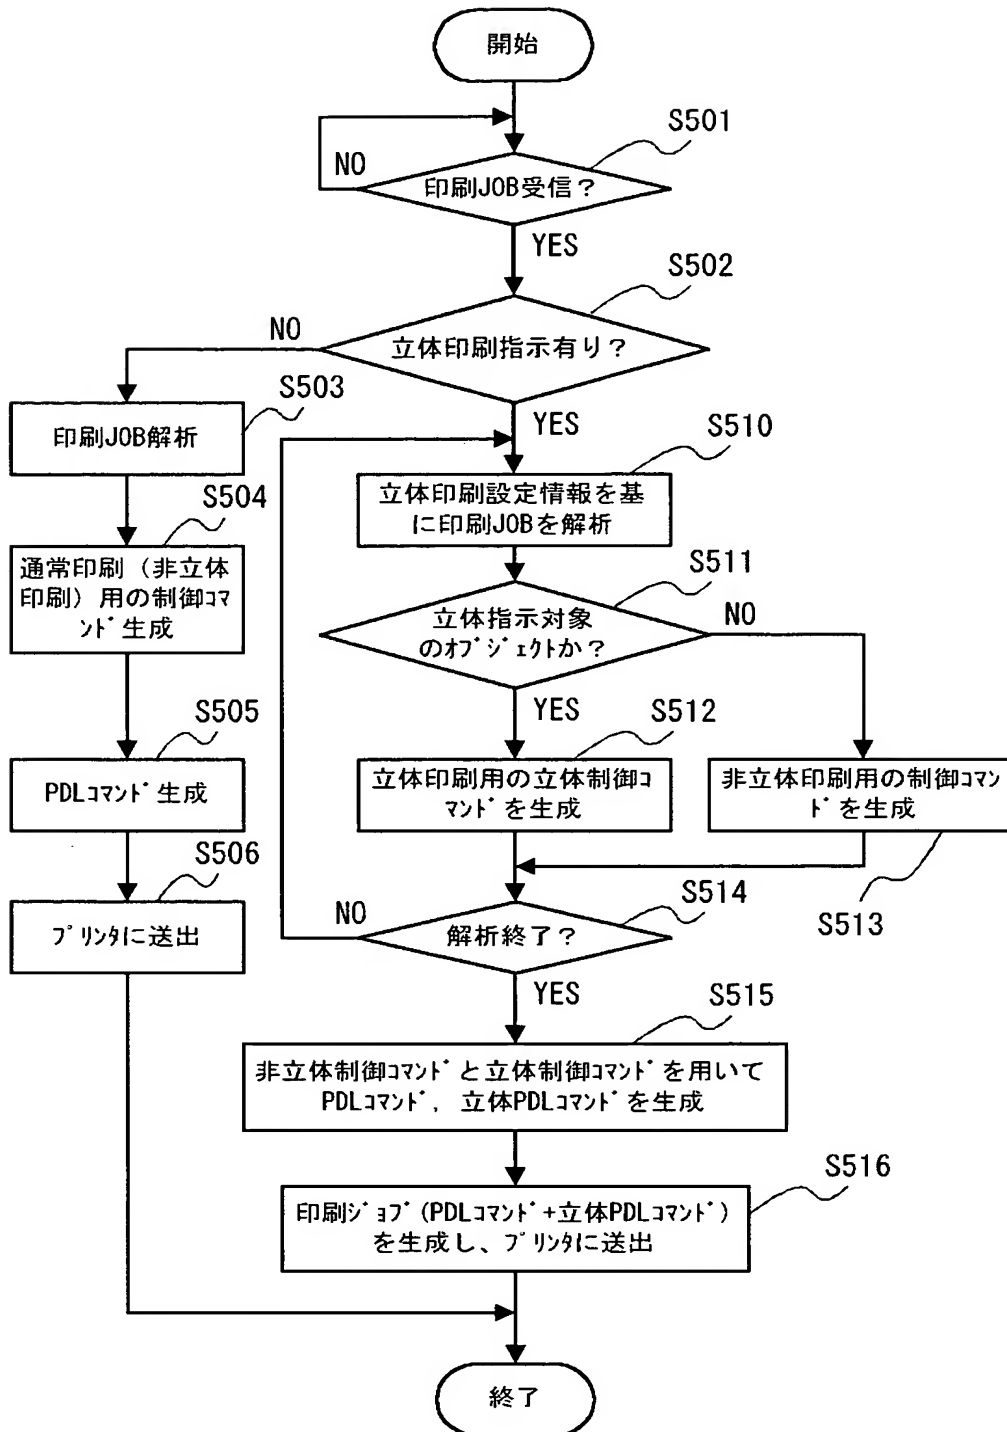 開始
S501
NO
印刷JOB受信？
YES
S502
NO
立体印刷指示有り？
S503
YES
S510
印刷JOB解析
立体印刷設定情報を基
に印刷JOBを解析
S504
S511
通常印刷（非立体
印刷）用の制御ｺﾏ
ﾝﾄﾞ生成
立体指示対象
のｵﾌﾞｼﾞｪｸﾄか？
NO
YES
S512
S505
PDLｺﾏﾝﾄﾞ生成
立体印刷用の立体制御ｺ
ﾏﾝﾄﾞを生成
非立体印刷用の制御ｺﾏﾝ
ﾄﾞを生成
S506
S513
ﾌﾟﾘﾝﾀに送出
NO
S514
解析終了？
YES
S515
非立体制御ｺﾏﾝﾄﾞと立体制御ｺﾏﾝﾄﾞを用いて
PDLｺﾏﾝﾄﾞ，立体PDLｺﾏﾝﾄﾞを生成
S516
印刷ｼﾞｮﾌﾞ(PDLｺﾏﾝﾄﾞ+立体PDLｺﾏﾝﾄﾞ)
を生成し、ﾌﾟﾘﾝﾀに送出
終了